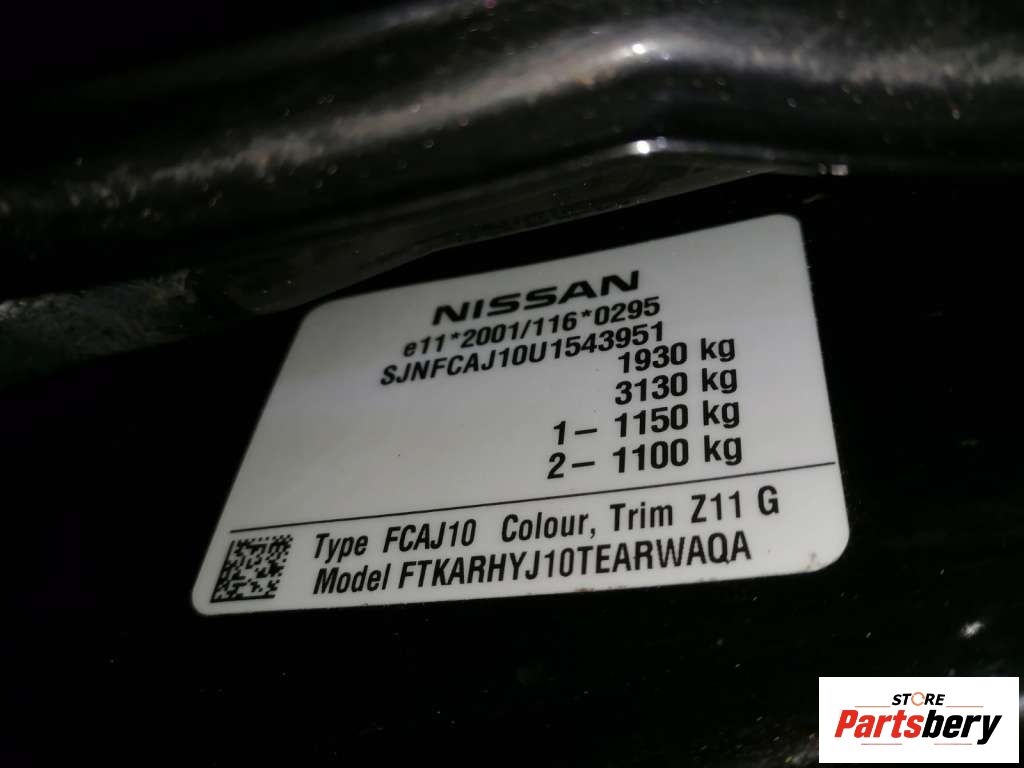 NISSAN
e11*2001/116*0295
SJNFCAJ10U1543951
1930 kg
3130 kg
1– 1150 kg
2– 1100 kg
Type FCAJ10 Colour, Trim Z11 G
Model FTKARHYJ10TEARWAQA
STORE
Partsbery